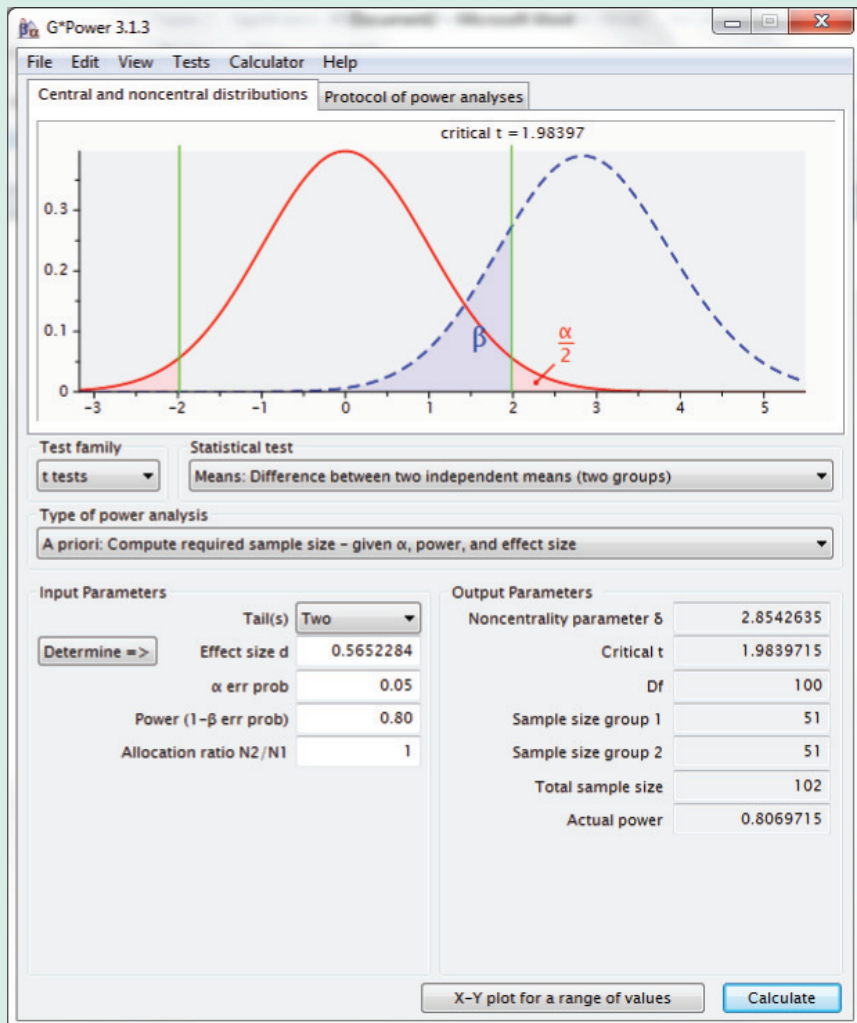 G*Power 3.1.3
File Edit View Tests Calculator Help
Central and noncentral distributions Protocol of power analyses
critical t = 1.98397
0.3
0.2
0.1
0
β
α
2
-3 -2 -1 0 1 2 3 4 5
Test family Statistical test
t tests Means: Difference between two independent means (two groups)
Type of power analysis
A priori: Compute required sample size – given α, power, and effect size
Input Parameters
Tail(s) Two
Determine => Effect size d 0.5652284
α err prob 0.05
Power (1-β err prob) 0.80
Allocation ratio N2/N1 1
Output Parameters
Noncentrality parameter δ 2.8542635
Critical t 1.9839715
Df 100
Sample size group 1 51
Sample size group 2 51
Total sample size 102
Actual power 0.8069715
X-Y plot for a range of values Calculate